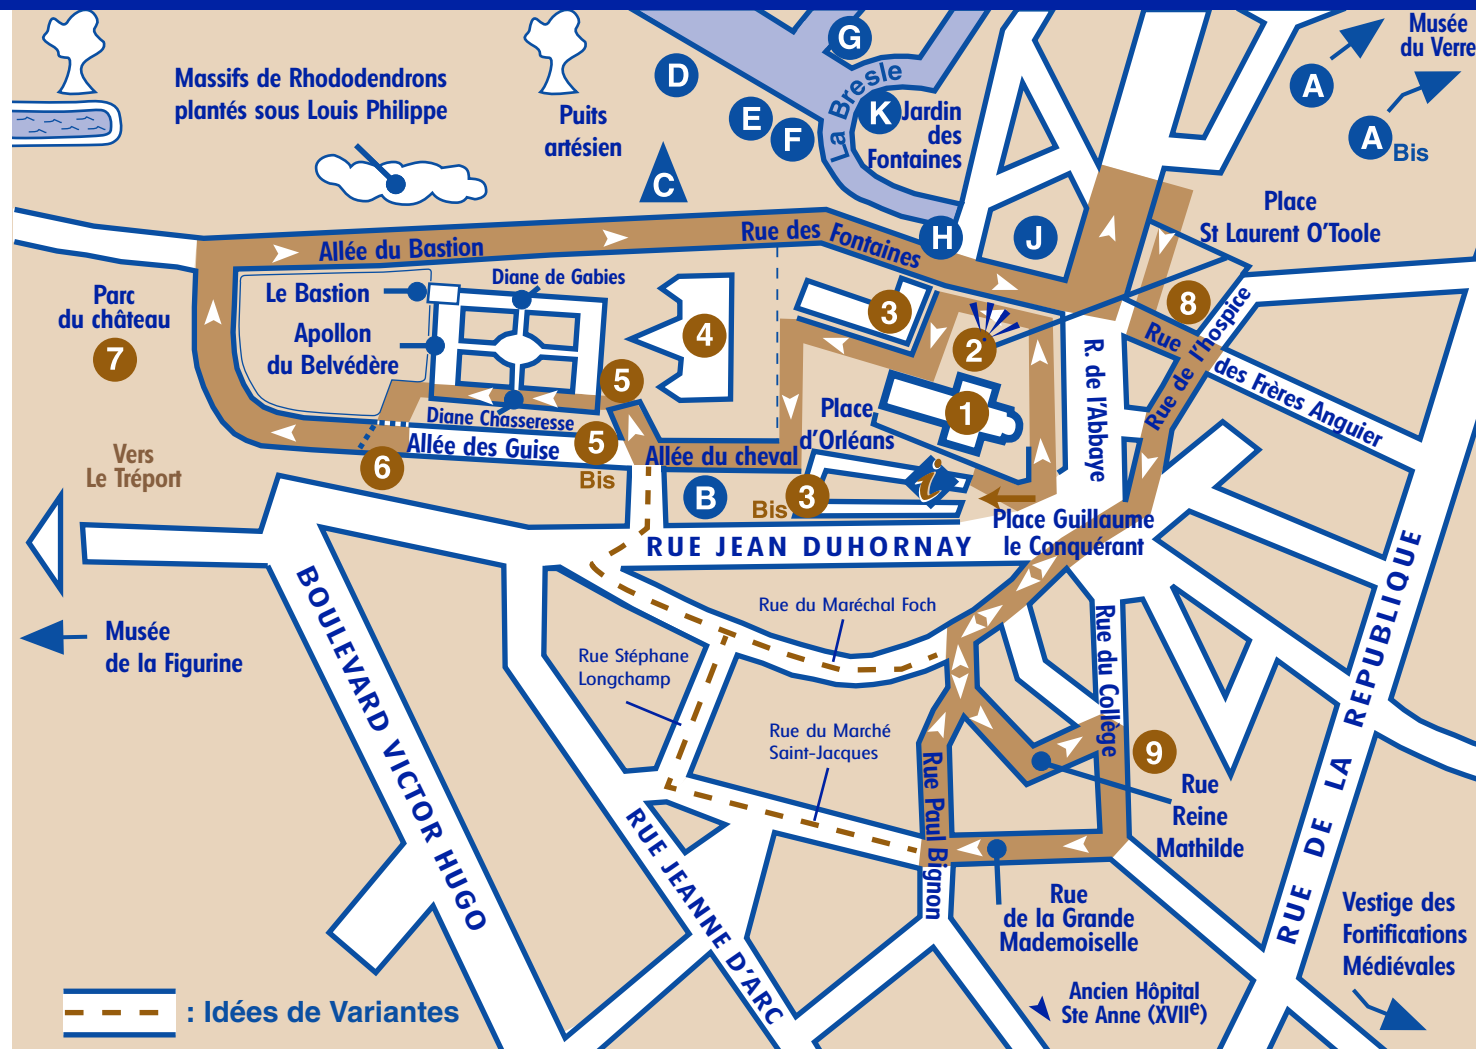 Musée
du Verre
A
A
Bis
G
D
E
F
K
C
H
J
La Bresle
Massifs de Rhododendrons
plantés sous Louis Philippe
Puits
artésien
Jardin
des
Fontaines
Place
St Laurent O'Toole
Allée du Bastion
Rue des Fontaines
Diane de Gabies
Le Bastion
Apollon
du Belvédère
Parc
du château
7
3
4
2
8
5
1
Diane Chasseresse
Place
d'Orléans
R. de l'Abbaye
Rue de l'hospice
Rue des Frères Anguier
Vers
Le Tréport
6
Allée des Guise
5
Bis
Allée du cheval
B
Bis
3
i
Place Guillaume
le Conquérant
RUE JEAN DUHORNAY
Musée
de la Figurine
BOULEVARD VICTOR HUGO
Rue du Maréchal Foch
Rue Stéphane
Longchamp
Rue du Marché
Saint-Jacques
Rue du Collège
9
Rue
Reine
Mathilde
RUE DE LA REPUBLIQUE
RUE JEANNE D'ARC
Rue Paul Bignon
Rue
de la Grande
Mademoiselle
Vestige des
Fortifications
Médiévales
Ancien Hôpital
Ste Anne (XVIIe)
: Idées de Variantes